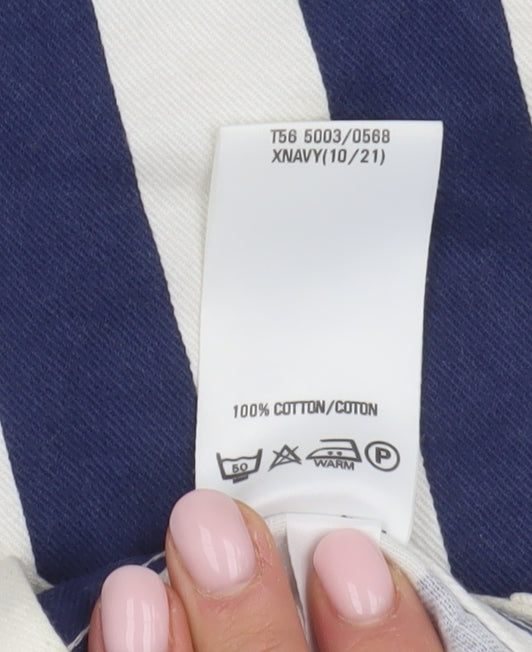 T56 5003/0568
XNAVY(10/21)
100% COTTON/COTON
50
WARM
P